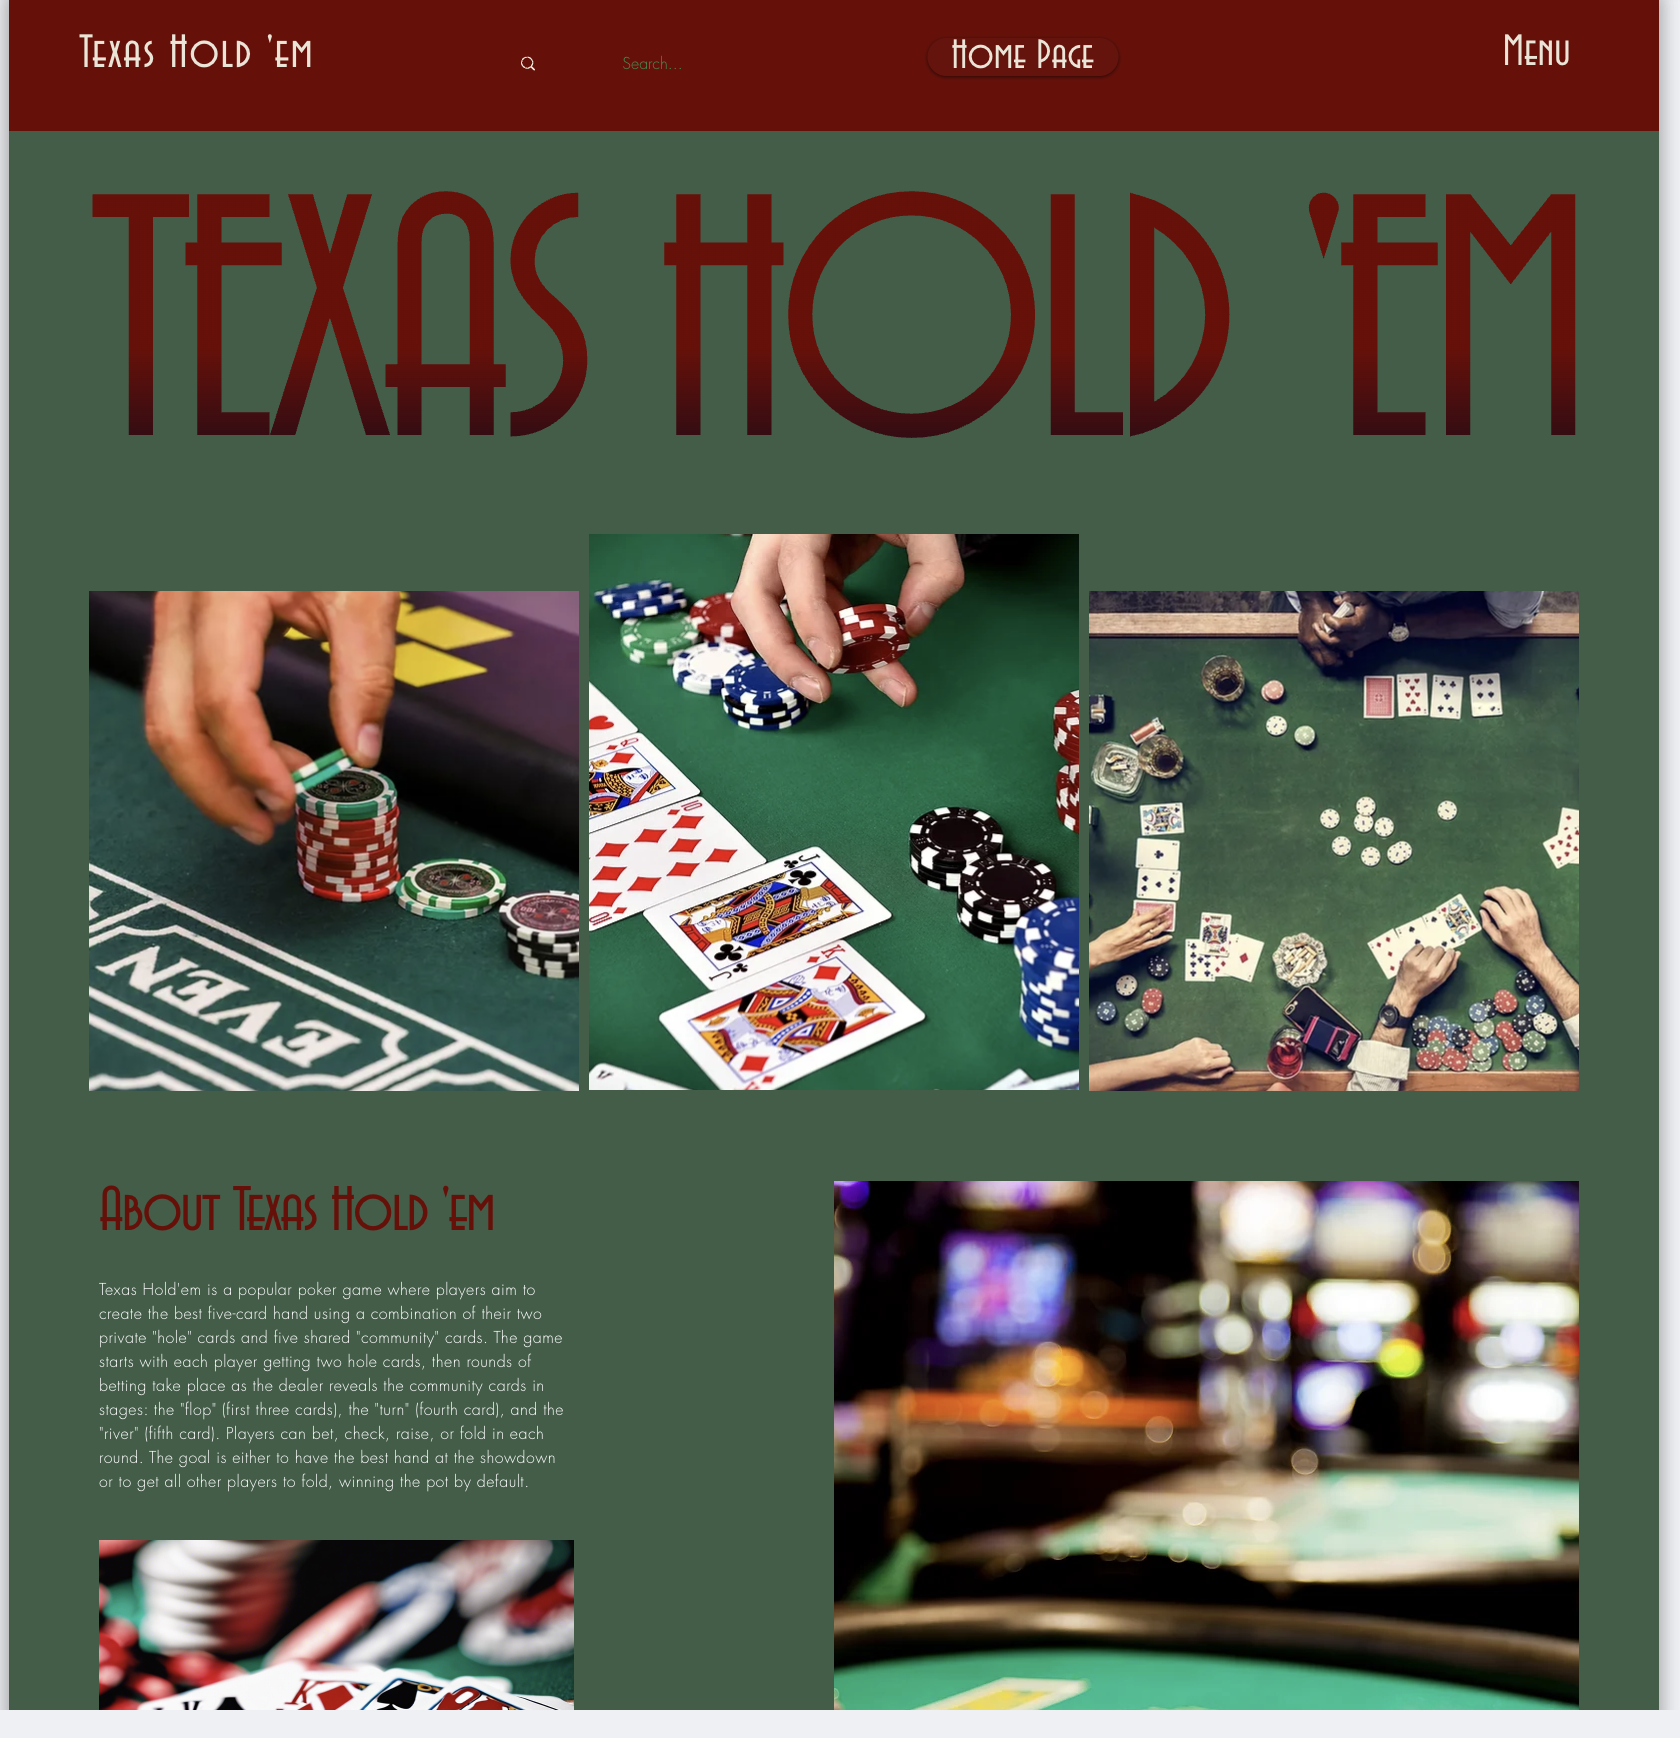 Texas Hold 'em
Search...
Home Page
Menu
Texas Hold 'em
EVEN
J
J
K
10
10
Q
K
About Texas Hold 'em
Texas Hold'em is a popular poker game where players aim to
create the best five-card hand using a combination of their two
private "hole" cards and five shared "community" cards. The game
starts with each player getting two hole cards, then rounds of
betting take place as the dealer reveals the community cards in
stages: the "flop" (first three cards), the "turn" (fourth card), and the
"river" (fifth card). Players can bet, check, raise, or fold in each
round. The goal is either to have the best hand at the showdown
or to get all other players to fold, winning the pot by default.
K